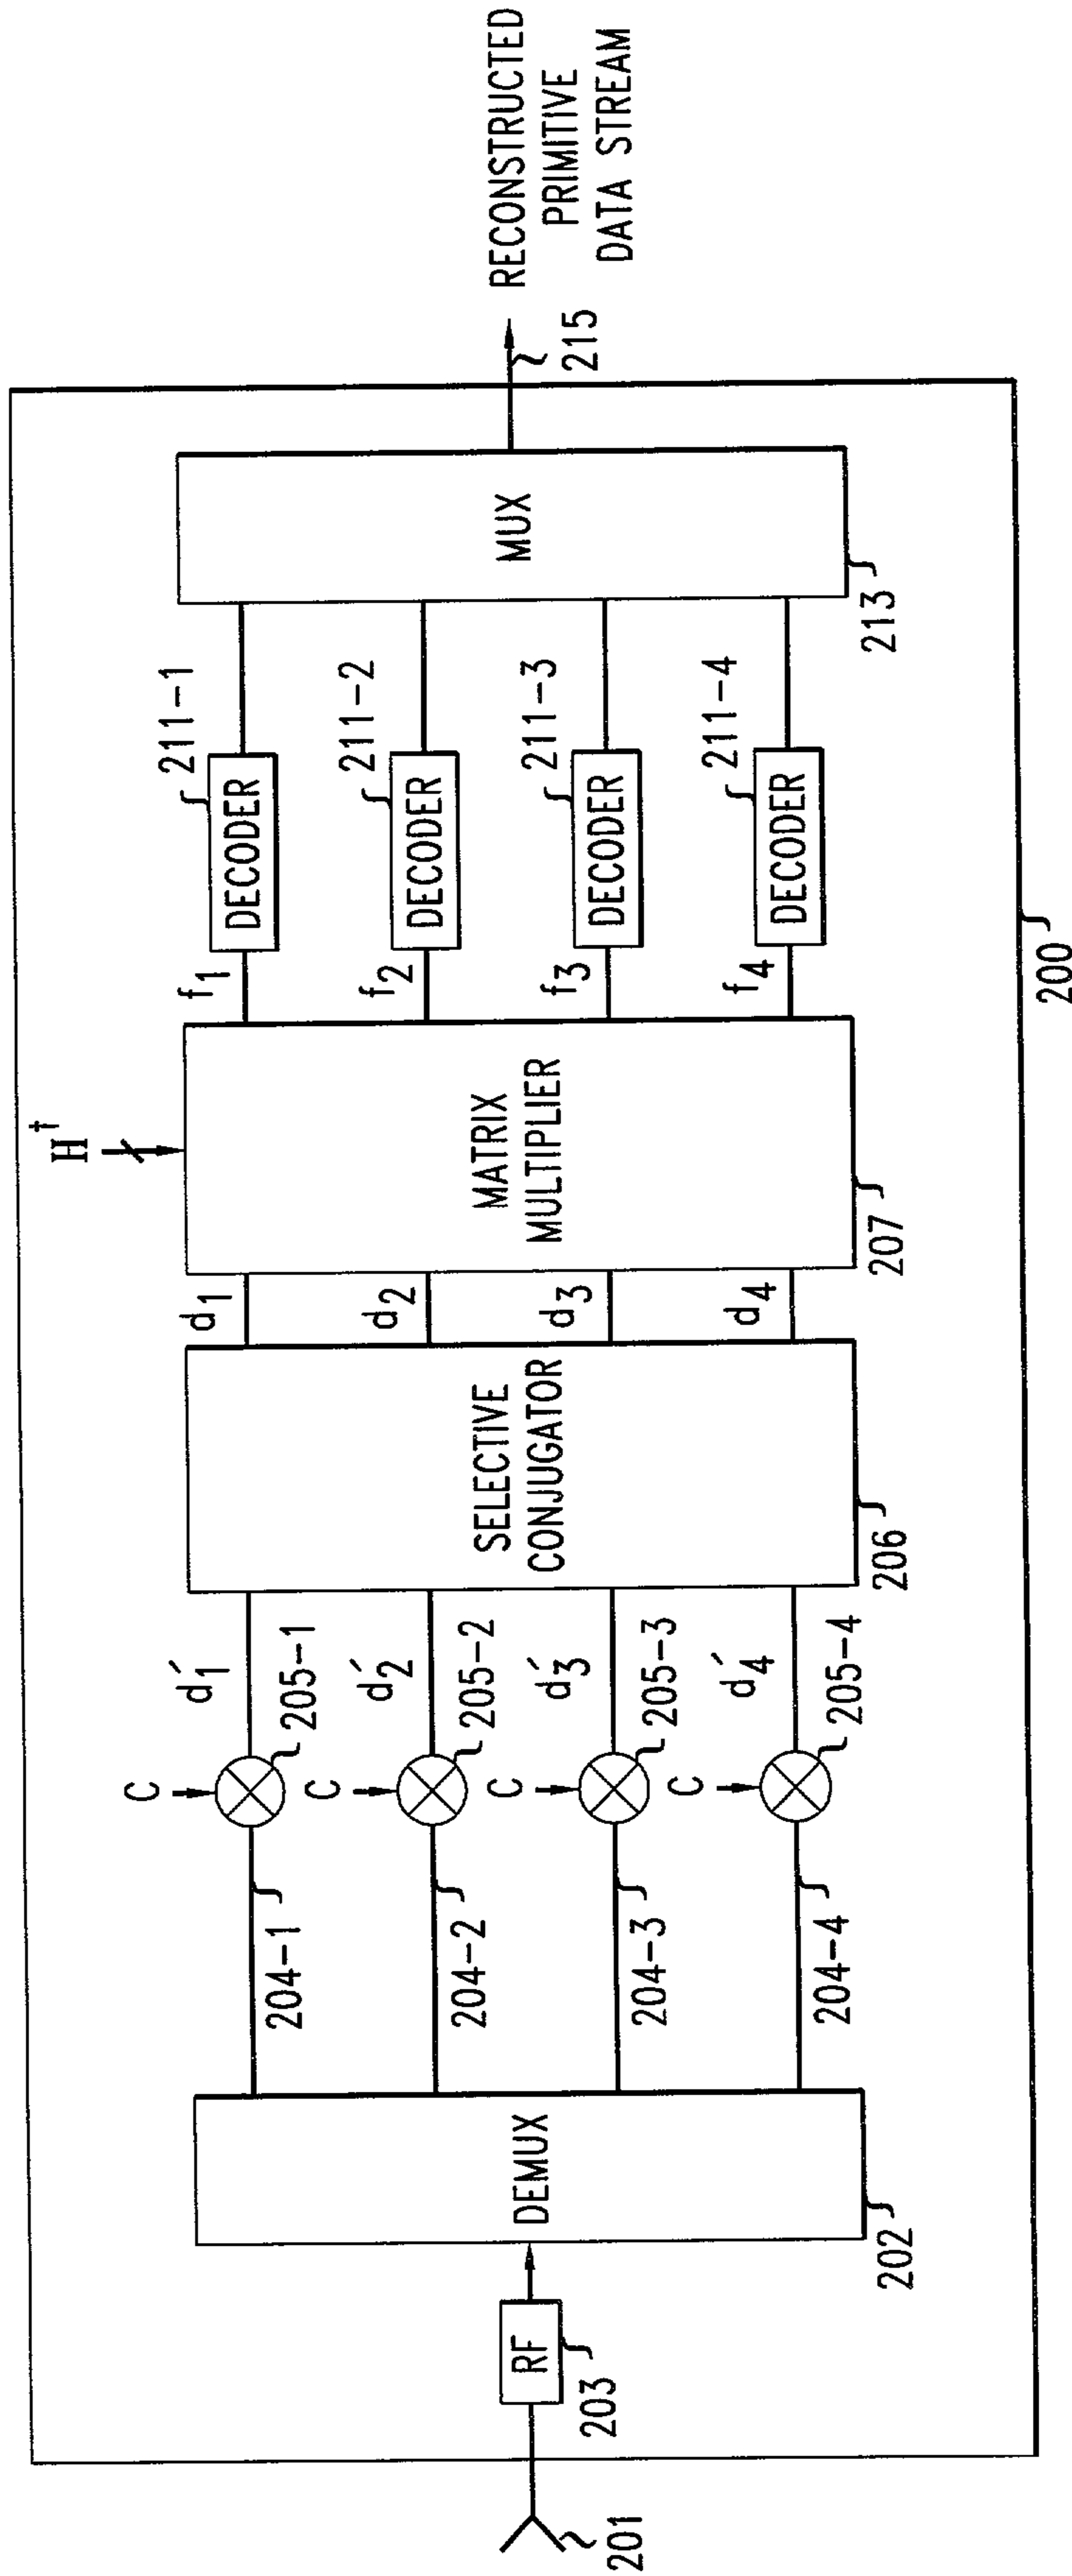 201
RF
203
DEMUX
202
204-1
204-2
204-3
204-4
C
C
C
C
205-1
205-2
205-3
205-4
d´1
d´2
d´3
d´4
SELECTIVE
CONJUGATOR
206
d1
d2
d3
d4
H†
MATRIX
MULTIPLIER
207
f1
f2
f3
f4
DECODER
211-1
DECODER
211-2
DECODER
211-3
DECODER
211-4
MUX
213
215
RECONSTRUCTED
PRIMITIVE
DATA STREAM
200